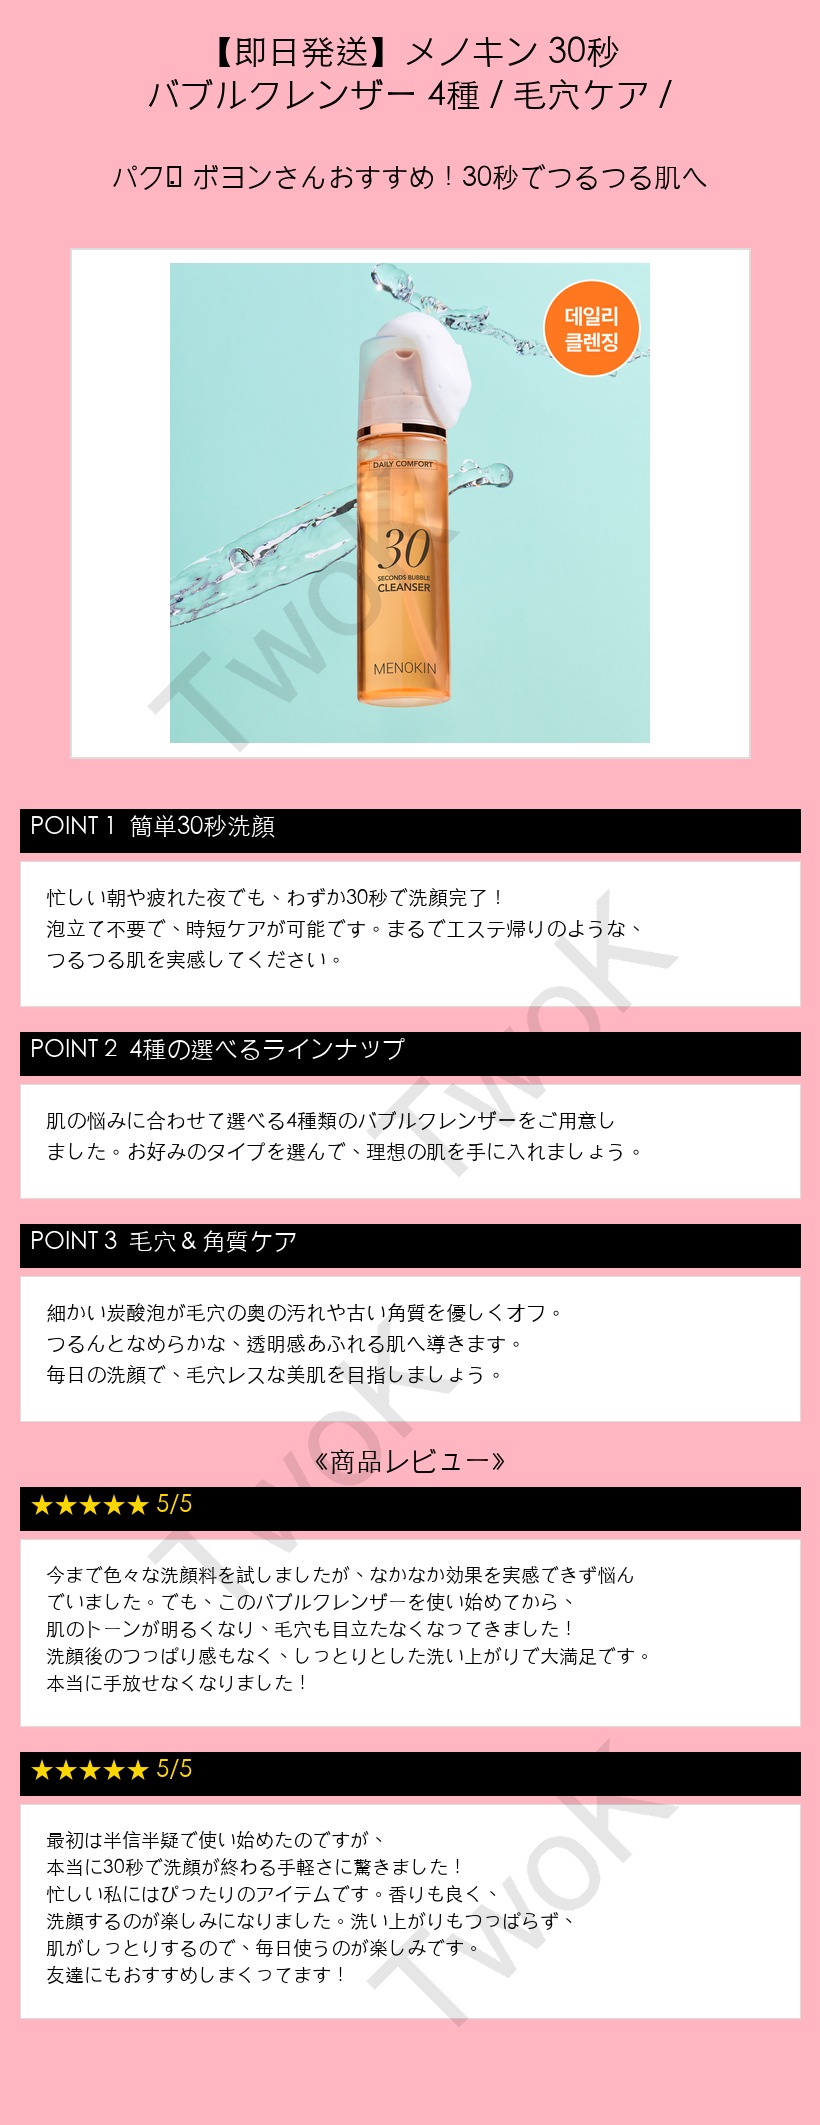 【即日発送】メノキン 30秒
バブルクレンザー 4種 / 毛穴ケア /
パク ボヨンさんおすすめ！30秒でつるつる肌へ
데일리
클렌징
DAILY COMFORT
30
SECONDS BUBBLE
CLEANSER
MENOKIN
TwoK
POINT 1 簡単30秒洗顔
忙しい朝や疲れた夜でも、わずか30秒で洗顔完了！
泡立て不要で、時短ケアが可能です。まるでエステ帰りのような、
つるつる肌を実感してください。
POINT 2 4種の選べるラインナップ
TwoK
肌の悩みに合わせて選べる4種類のバブルクレンザーをご用意し
ました。お好みのタイプを選んで、理想の肌を手に入れましょう。
POINT 3 毛穴 & 角質ケア
細かい炭酸泡が毛穴の奥の汚れや古い角質を優しくオフ。
つるんとなめらかな、透明感あふれる肌へ導きます。
毎日の洗顔で、毛穴レスな美肌を目指しましょう。
TwoK
《商品レビュー》
★★★★★ 5/5
今まで色々な洗顔料を試しましたが、なかなか効果を実感できず悩ん
でいました。でも、このバブルクレンザーを使い始めてから、
肌のトーンが明るくなり、毛穴も目立たなくなってきました！
洗顔後のつっぱり感もなく、しっとりとした洗い上がりで大満足です。
本当に手放せなくなりました！
★★★★★ 5/5
最初は半信半疑で使い始めたのですが、
本当に30秒で洗顔が終わる手軽さに驚きました！
忙しい私にはぴったりのアイテムです。香りも良く、
洗顔するのが楽しみになりました。洗い上がりもつっぱらず、
肌がしっとりするので、毎日使うのが楽しみです。
友達にもおすすめしまくってます！
TwoK